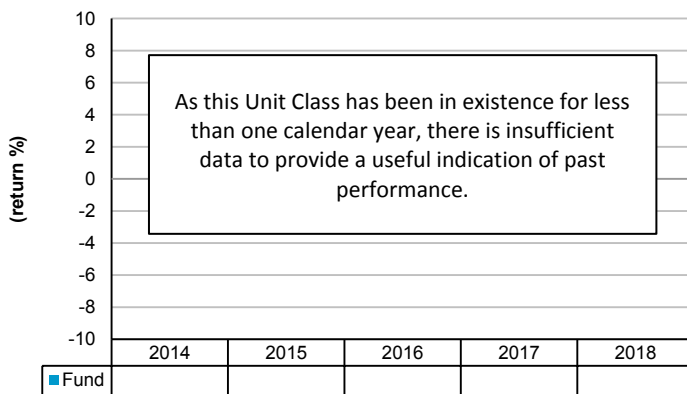 10
8
6
4
2
0
-2
-4
-6
-8
-10
(return %)
As this Unit Class has been in existence for less
than one calendar year, there is insufficient
data to provide a useful indication of past
performance.
2014 2015 2016 2017 2018
Fund